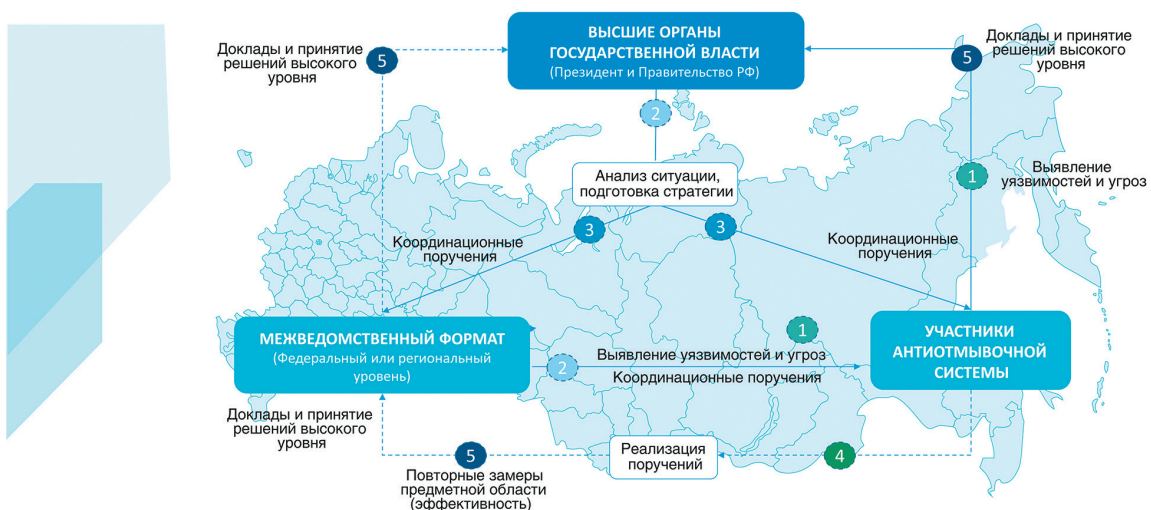 ВЫСШИЕ ОРГАНЫ
ГОСУДАРСТВЕННОЙ ВЛАСТИ
(Президент и Правительство РФ)
Доклады и принятие
решений высокого
уровня
5
5
Доклады и принятие
решений высокого
уровня
2
Анализ ситуации,
подготовка стратегии
1
Выявление
уязвимостей и угроз
3
3
Координационные
поручения
Координационные
поручения
МЕЖВЕДОМСТВЕННЫЙ ФОРМАТ
(Федеральный или региональный
уровень)
1
Выявление уязвимостей и угроз
2
Координационные поручения
УЧАСТНИКИ
АНТИОТМЫВОЧНОЙ
СИСТЕМЫ
Доклады и принятие
решений высокого
уровня
5
Реализация
поручений
4
Повторные замеры
предметной области
(эффективность)